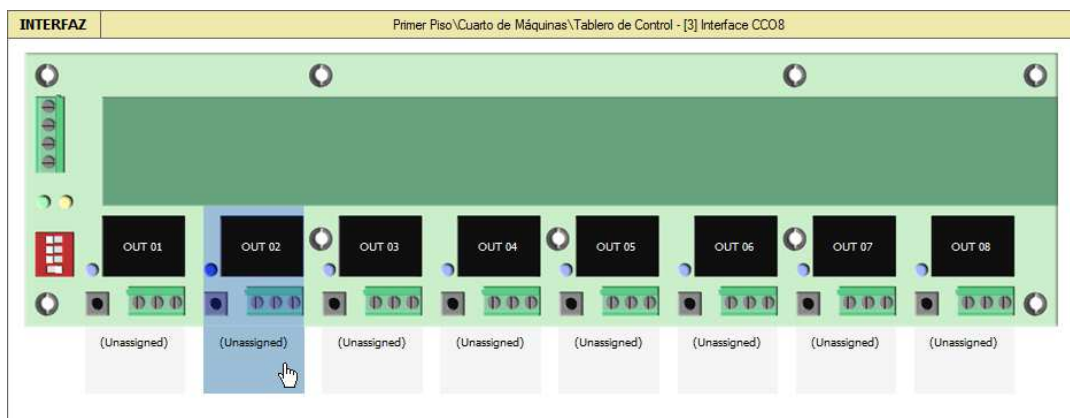 INTERFAZ
Primer Piso\Cuarto de Máquinas\Tablero de Control - [3] Interface CCO8
OUT 01
OUT 02
OUT 03
OUT 04
OUT 05
OUT 06
OUT 07
OUT 08
(Unassigned)
(Unassigned)
(Unassigned)
(Unassigned)
(Unassigned)
(Unassigned)
(Unassigned)
(Unassigned)